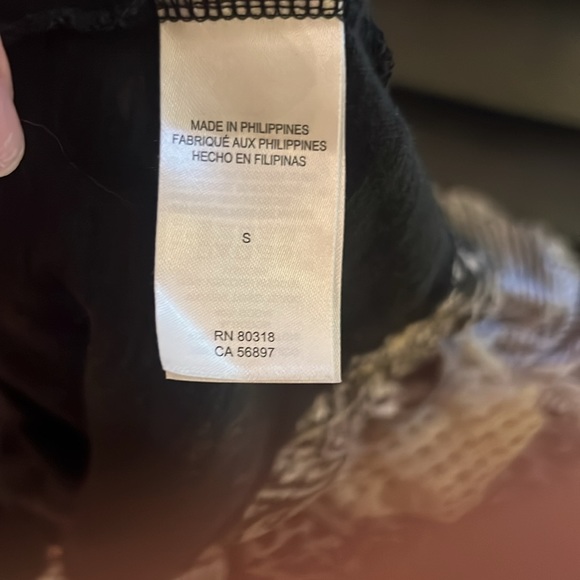 MADE IN PHILIPPINES
FABRIQUÉ AUX PHILIPPINES
HECHO EN FILIPINAS
S
RN 80318
CA 56897